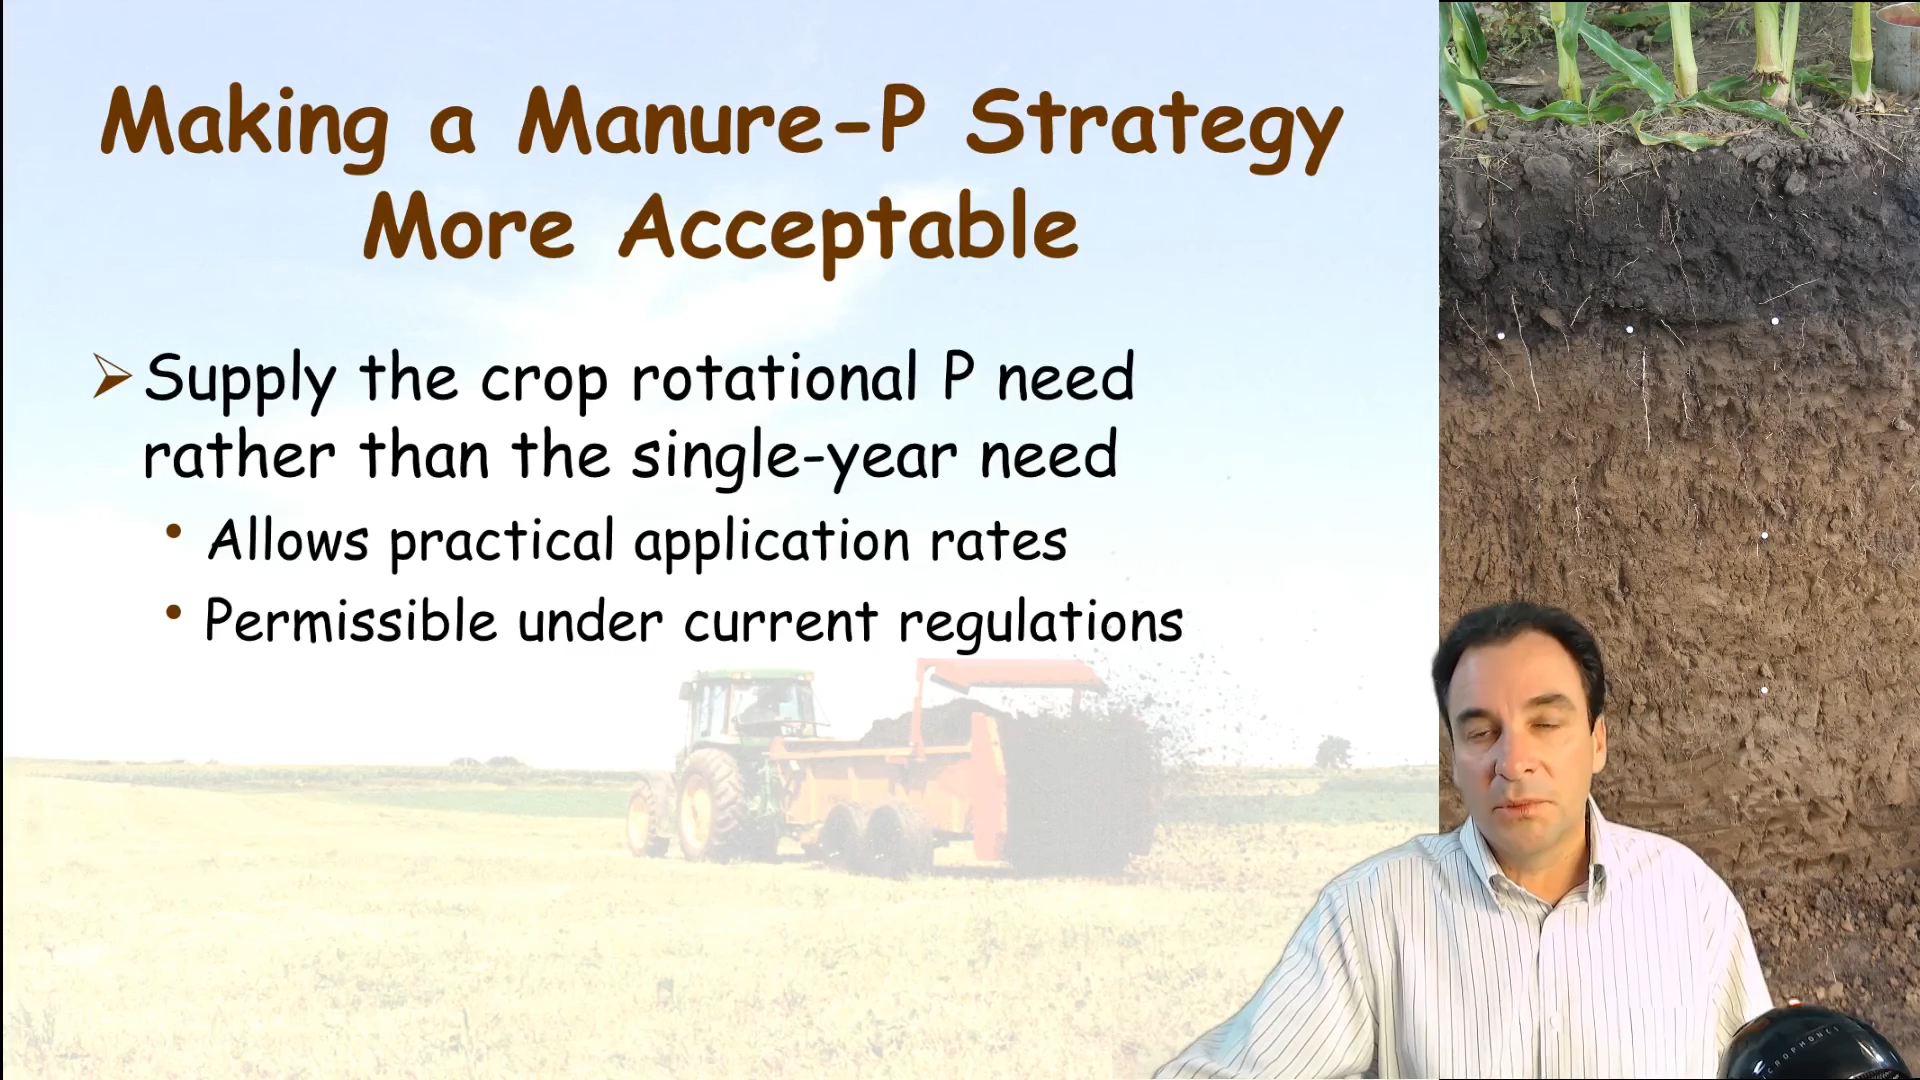 Making a Manure-P Strategy
More Acceptable
Supply the crop rotational P need
rather than the single-year need
Allows practical application rates
Permissible under current regulations
CROPHONE